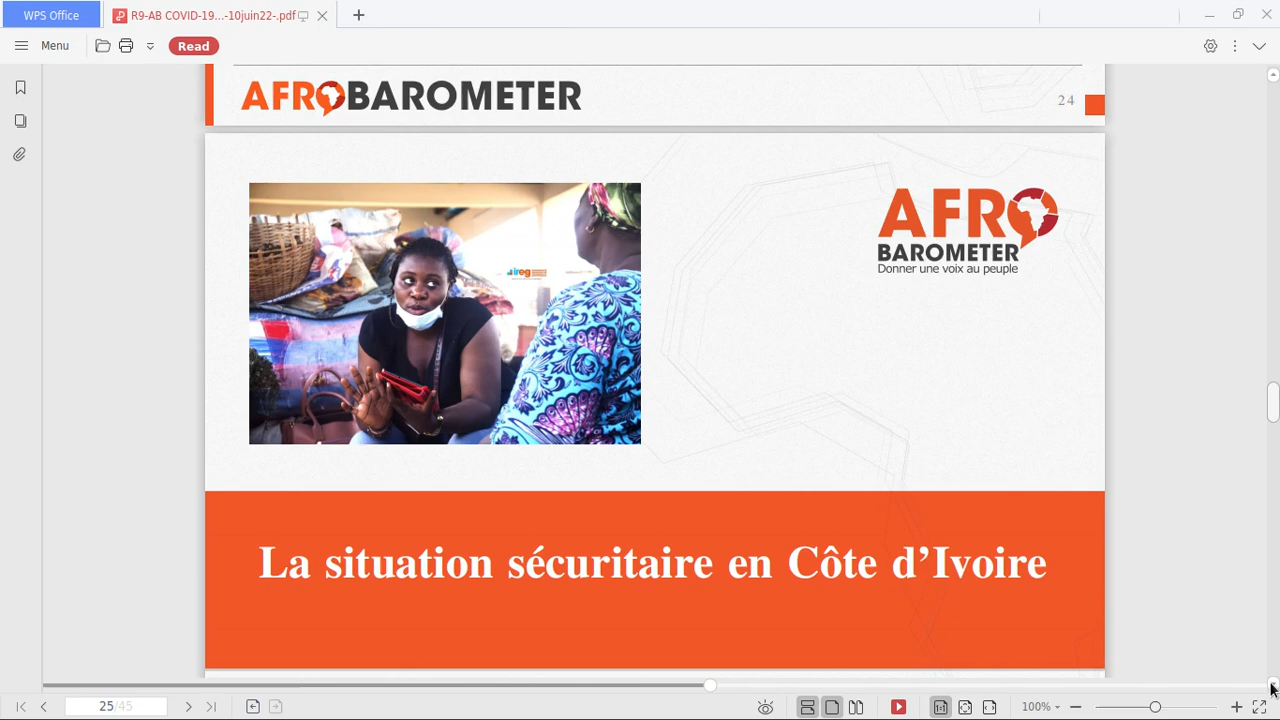 WPS Office
R9-AB COVID-19...-10juin22-.pdf
Menu
Read
AFROBAROMETER
24
AFRO
BAROMETER
Donner une voix au peuple
ireg
La situation sécuritaire en Côte d’Ivoire
25/45
100%